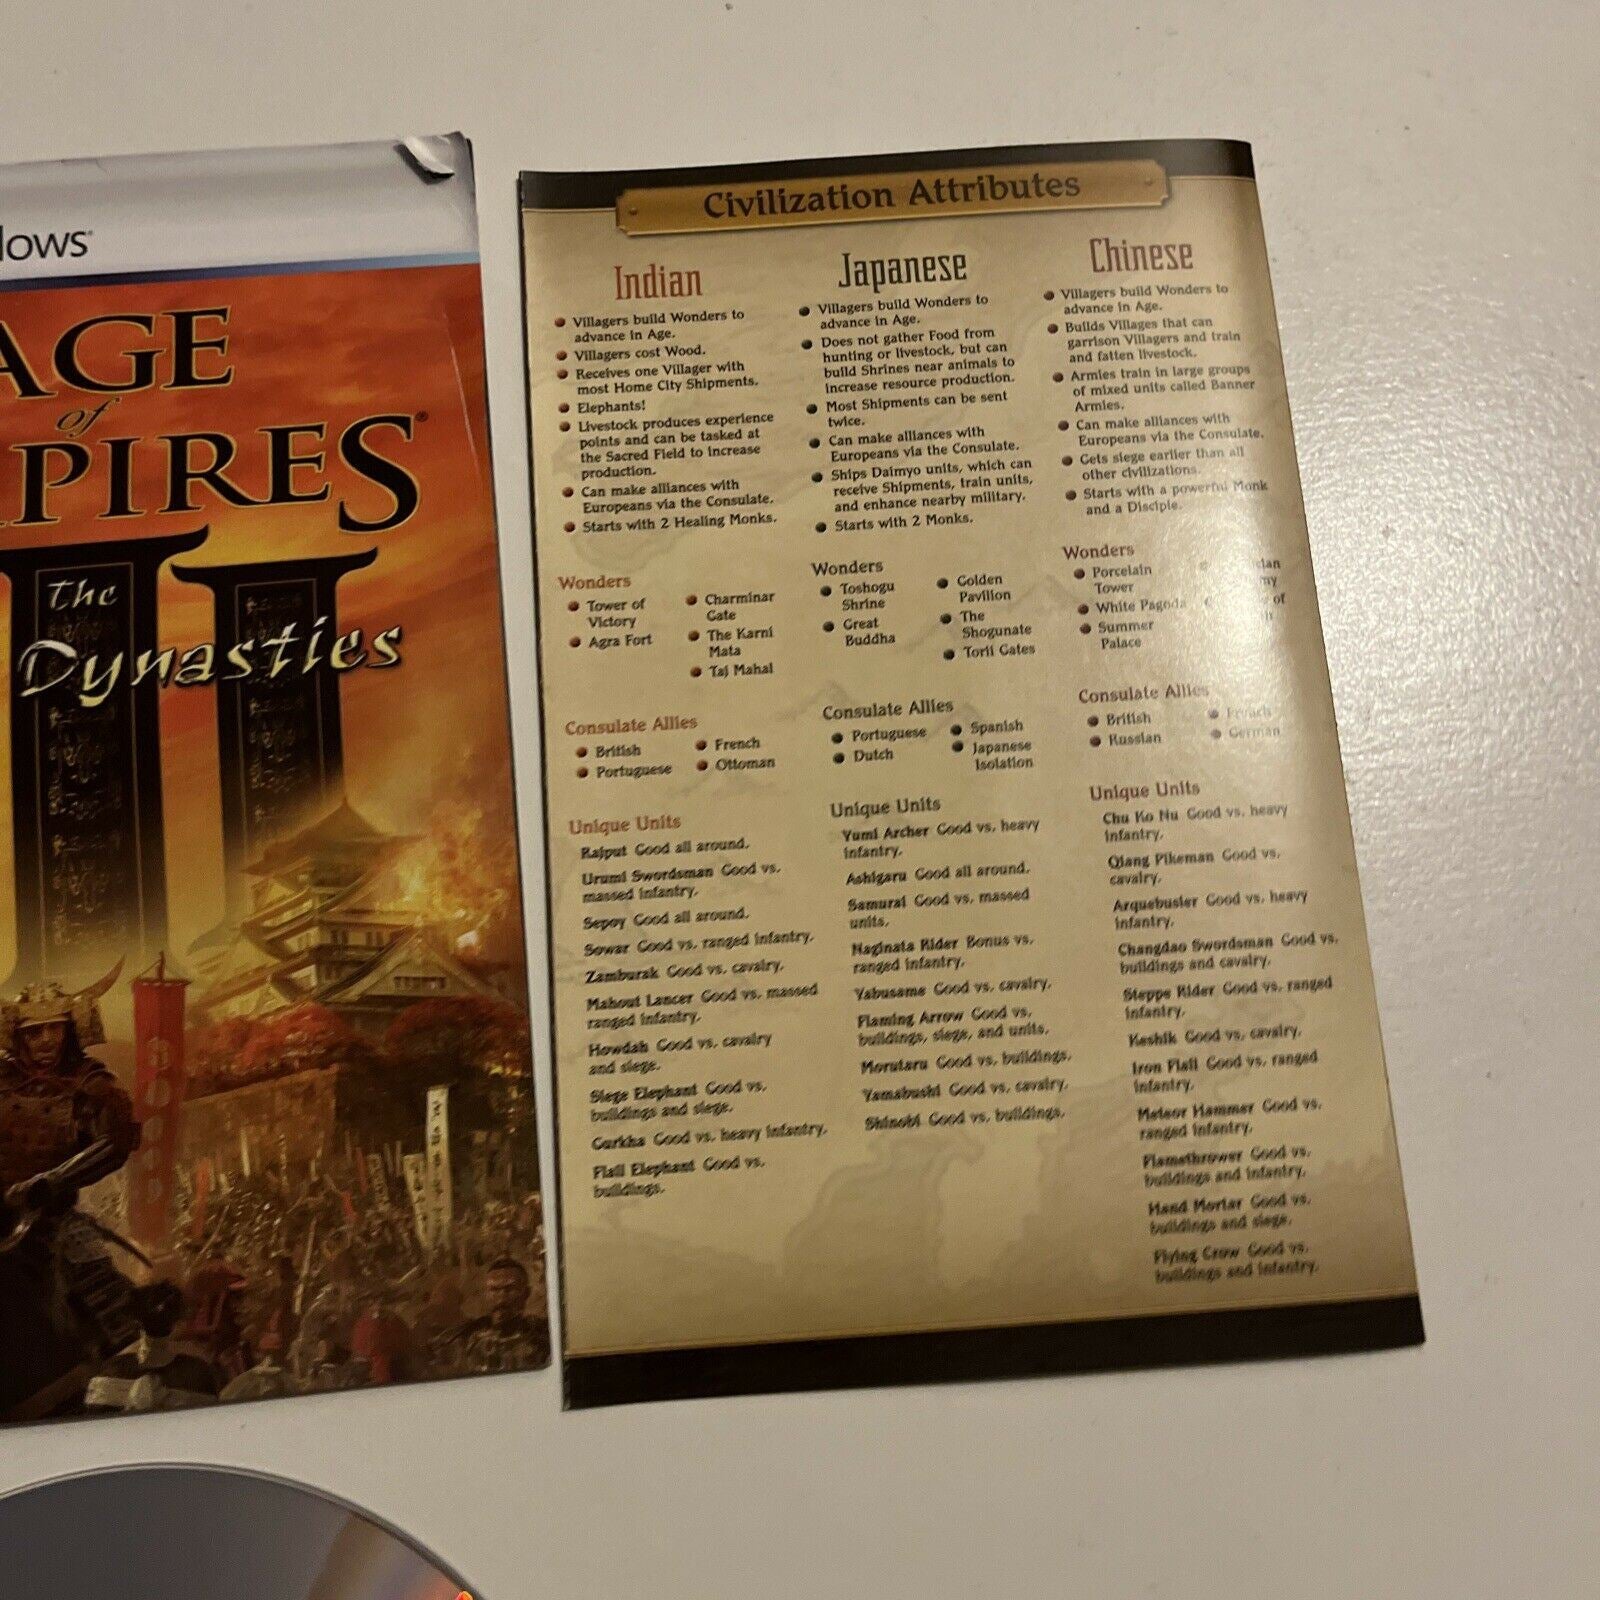 lows
AGE
of
PIRES®
The
Dynasties
Civilization Attributes
Indian
Villagers build Wonders to
advance in Age.
Villagers cost Wood.
Receives one Villager with
most Home City Shipments.
Elephants!
Livestock produces experience
points and can be tasked at
the Sacred Field to increase
production.
Can make alliances with
Europeans via the Consulate.
Starts with 2 Healing Monks.
Wonders
Tower of
Victory
Agra Fort
Charminar
Gate
The Karni
Mata
Taj Mahal
Consulate Allies
British
Portuguese
French
Ottoman
Unique Units
Rajput Good all around.
Urumi Swordsman Good vs.
massed infantry.
Sepoy Good all around.
Sowar Good vs. ranged infantry.
Zamburak Good vs. cavalry.
Mahout Lancer Good vs. massed
ranged infantry.
Howdah Good vs. cavalry
and siege.
Siege Elephant Good vs.
buildings and siege.
Gurkha Good vs. heavy infantry.
Flail Elephant Good vs.
buildings.
Japanese
Villagers build Wonders to
advance in Age.
Does not gather Food from
hunting or livestock, but can
build Shrines near animals to
increase resource production.
Most Shipments can be sent
twice.
Can make alliances with
Europeans via the Consulate.
Ships Daimyo units, which can
receive Shipments, train units,
and enhance nearby military.
Starts with 2 Monks.
Wonders
Toshogu
Shrine
Great
Buddha
Golden
Pavilion
The
Shogunate
Torii Gates
Consulate Allies
Portuguese
Dutch
Spanish
Japanese
Isolation
Unique Units
Yumi Archer Good vs. heavy
infantry.
Ashigaru Good all around.
Samurai Good vs. massed
units.
Naginata Rider Bonus vs.
ranged infantry.
Yabusame Good vs. cavalry.
Flaming Arrow Good vs.
buildings, siege, and units.
Morutaru Good vs. buildings.
Yamabushi Good vs. cavalry.
Shinobi Good vs. buildings.
Chinese
Villagers build Wonders to
advance in Age.
Builds Villages that can
garrison Villagers and train
and fatten livestock.
Armies train in large groups
of mixed units called Banner
Armies.
Can make alliances with
Europeans via the Consulate.
Gets siege earlier than all
other civilizations.
Starts with a powerful Monk
and a Disciple.
Wonders
Porcelain
Tower
White Pagoda
Summer
Palace
of
Consulate Allies
British
Russian
French
German
Unique Units
Chu Ko Nu Good vs. heavy
infantry.
Qiang Pikeman Good vs.
cavalry.
Arquebusier Good vs. heavy
infantry.
Changdao Swordsman Good vs.
buildings and cavalry.
Steppe Rider Good vs. ranged
infantry.
Keshik Good vs. cavalry.
Iron Flail Good vs. ranged
infantry.
Meteor Hammer Good vs.
ranged infantry.
Flamethrower Good vs.
buildings and infantry.
Hand Mortar Good vs.
buildings and siege.
Flying Crow Good vs.
buildings and infantry.